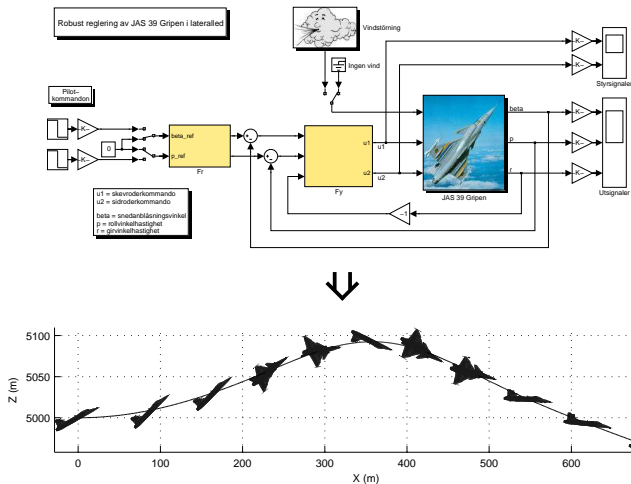 Robust reglering av JAS 39 Gripen i lateralled
Vindstörning
Ingen vind
Pilot–
kommandon
–K–
–K–
0
beta_ref
p_ref
Fr
+
–
+
–
u1
u2
Fy
u1
u2
JAS 39 Gripen
beta
p
r
–1
–K–
–K–
Styrsignaler
–K–
–K–
–K–
Utsignaler
u1 = skevroderkommando
u2 = sidroderkommando
beta = snedanblåsningsvinkel
p = rollvinkelhastighet
r = girvinkelhastighet
5100
5050
5000
Z (m)
0
100
200
300
400
500
600
X (m)